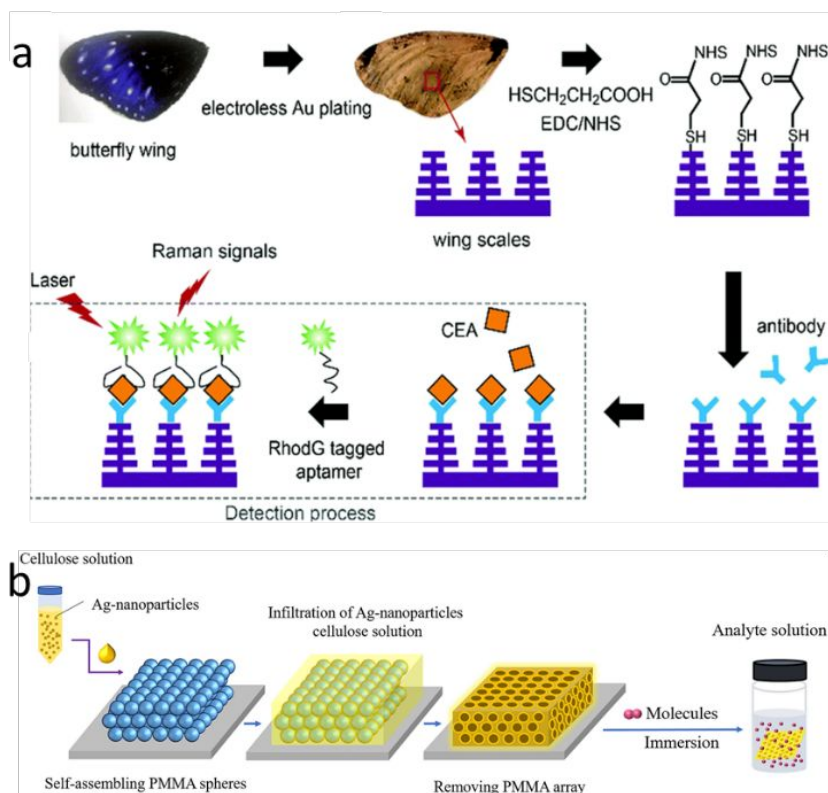 a
butterfly wing
electroless Au plating
HSCH₂CH₂COOH
EDC/NHS
wing scales
NHS NHS NHS
O O O
SH SH SH
antibody
CEA
RhodG tagged
aptamer
Laser
Raman signals
Detection process
b
Cellulose solution
Ag-nanoparticles
Self-assembling PMMA spheres
Infiltration of Ag-nanoparticles
cellulose solution
Removing PMMA array
Molecules
Immersion
Analyte solution